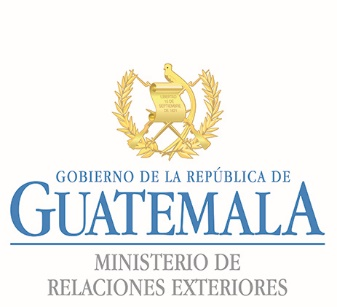 GOBIERNO DE LA REPÚBLICA DE
GUATEMALA
MINISTERIO DE
RELACIONES EXTERIORES